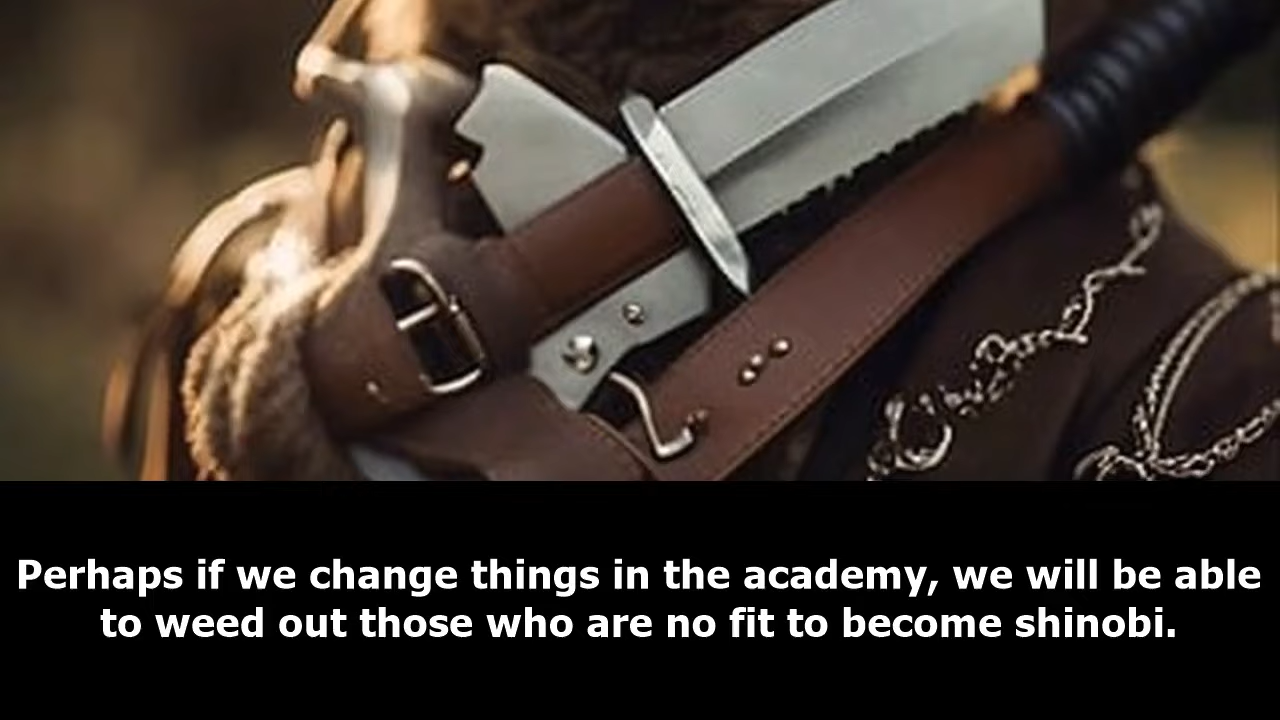 Perhaps if we change things in the academy, we will be able
to weed out those who are no fit to become shinobi.